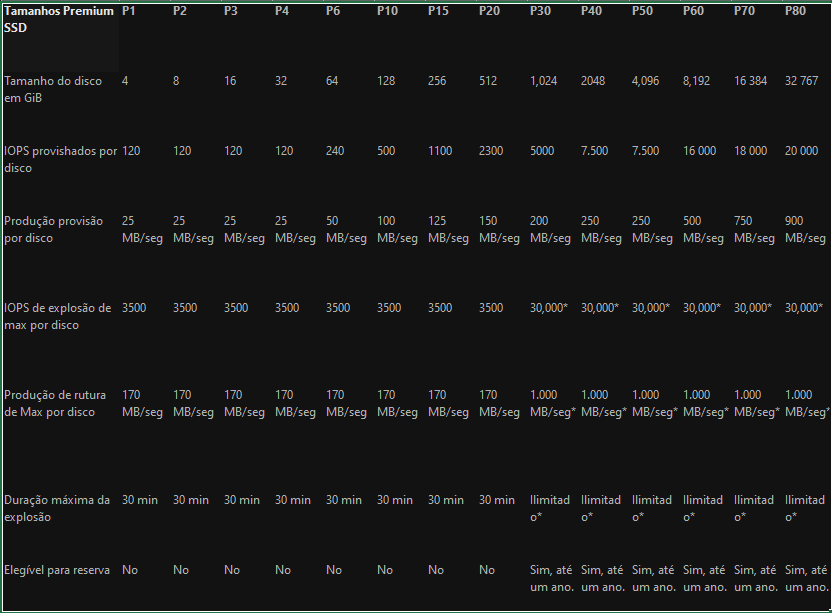 Tamanhos Premium SSD P1 P2 P3 P4 P6 P10 P15 P20 P30 P40 P50 P60 P70 P80
Tamanho do disco em GiB 4 8 16 32 64 128 256 512 1,024 2048 4,096 8,192 16 384 32 767
IOPS provishados por disco 120 120 120 120 240 500 1100 2300 5000 7.500 7.500 16 000 18 000 20 000
Produção provisão por disco 25 MB/seg 25 MB/seg 25 MB/seg 25 MB/seg 50 MB/seg 100 MB/seg 125 MB/seg 150 MB/seg 200 MB/seg 250 MB/seg 250 MB/seg 500 MB/seg 750 MB/seg 900 MB/seg
IOPS de explosão de max por disco 3500 3500 3500 3500 3500 3500 3500 3500 30,000* 30,000* 30,000* 30,000* 30,000* 30,000*
Produção de rutura de Max por disco 170 MB/seg 170 MB/seg 170 MB/seg 170 MB/seg 170 MB/seg 170 MB/seg 170 MB/seg 170 MB/seg 1.000 MB/seg* 1.000 MB/seg* 1.000 MB/seg* 1.000 MB/seg* 1.000 MB/seg* 1.000 MB/seg*
Duração máxima da explosão 30 min 30 min 30 min 30 min 30 min 30 min 30 min 30 min Ilimitado* Ilimitado* Ilimitado* Ilimitado* Ilimitado* Ilimitado*
Elegível para reserva No No No No No No No No Sim, até um ano. Sim, até um ano. Sim, até um ano. Sim, até um ano. Sim, até um ano. Sim, até um ano.